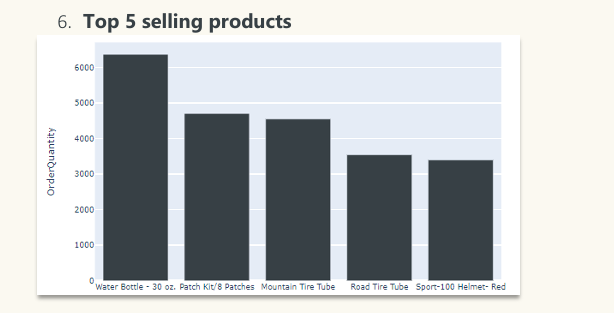 6. Top 5 selling products
OrderQuantity
6000
5000
4000
3000
2000
1000
0
Water Bottle - 30 oz. Patch Kit/8 Patches Mountain Tire Tube Road Tire Tube Sport-100 Helmet- Red